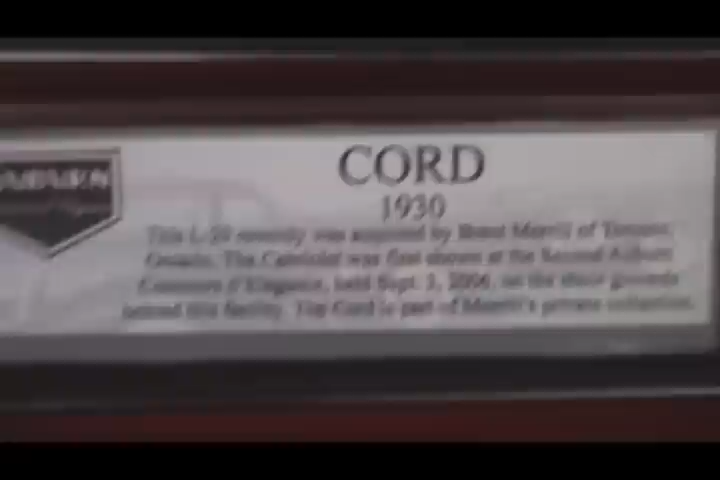 AUBURN
CORD
1930
This L-29 recently was acquired by Brent Merrill of Toronto,
Ontario. The Cabriolet was first shown at the Second Auburn
Concours d'Elegance, held Sept. 3, 2004, on the show grounds
behind this facility. The Cord is part of Merrill's private collection.